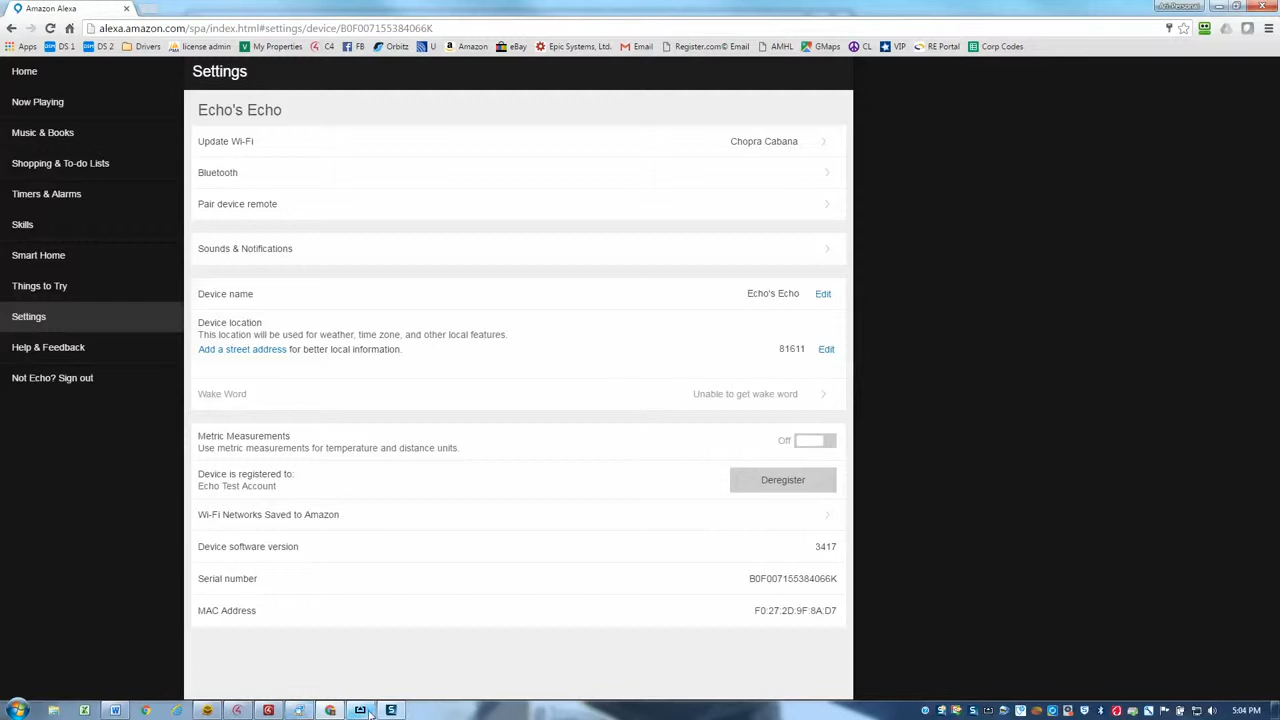 Amazon Alexa
Ari-Personal
alexa.amazon.com/spa/index.html#settings/device/B0F007155384066K
Apps DS 1 DS 2 Drivers license admin My Properties C4 FB Orbitz U Amazon eBay Epic Systems, Ltd. Email Register.com© Email AMHL GMaps CL VIP RE Portal Corp Codes
Home
Settings
Now Playing
Echo's Echo
Music & Books
Update Wi-Fi Chopra Cabana
Shopping & To-do Lists
Bluetooth
Timers & Alarms
Pair device remote
Skills
Sounds & Notifications
Smart Home
Things to Try
Device name Echo's Echo Edit
Settings
Device location
This location will be used for weather, time zone, and other local features.
Add a street address for better local information. 81611 Edit
Help & Feedback
Not Echo? Sign out
Wake Word Unable to get wake word
Metric Measurements
Use metric measurements for temperature and distance units.
Off
Device is registered to:
Echo Test Account
Deregister
Wi-Fi Networks Saved to Amazon
Device software version 3417
Serial number B0F007155384066K
MAC Address F0:27:2D:9F:8A:D7
5:04 PM